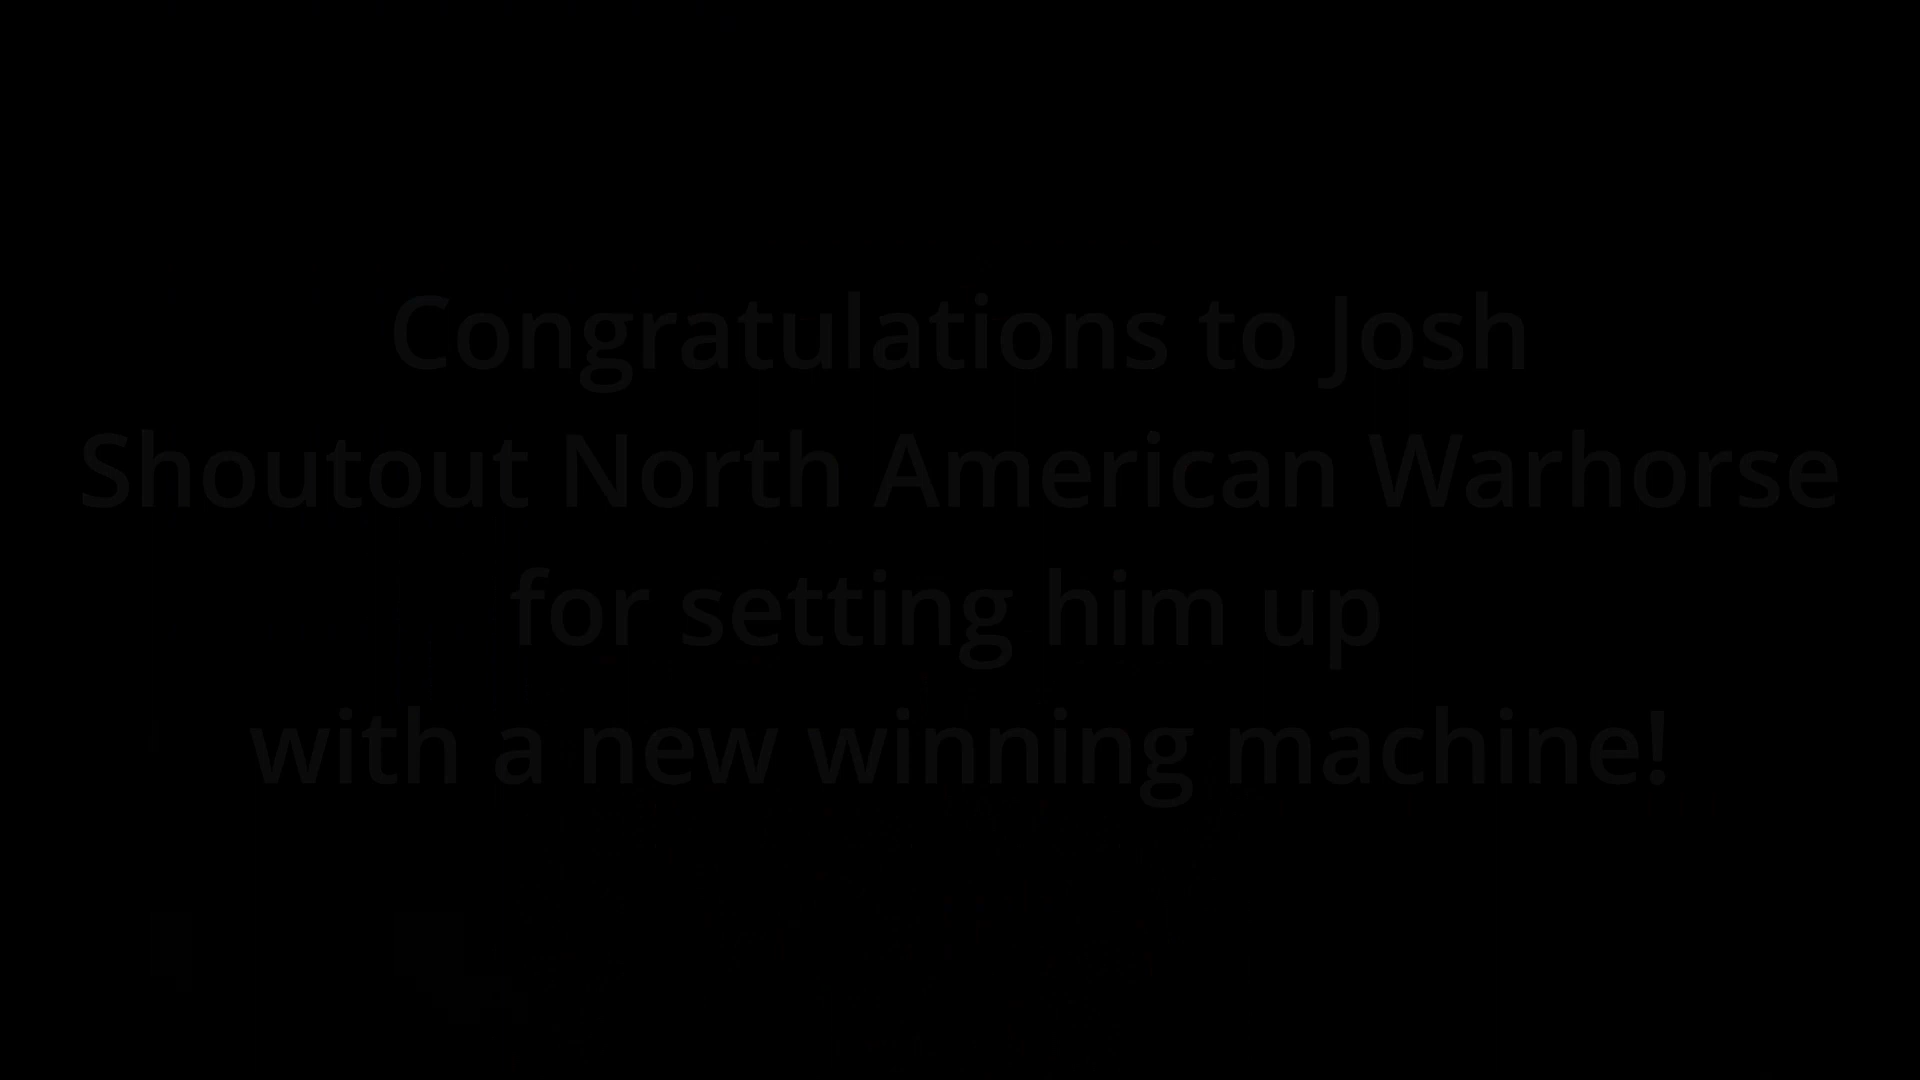 Congratulations to Josh
Shoutout North American Warhorse
for setting him up
with a new winning machine!